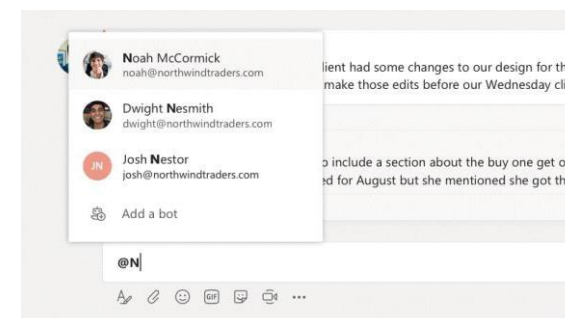 Noah McCormick
noah@northwindtraders.com
lient had some changes to our design for th
make those edits before our Wednesday cli
Dwight Nesmith
dwight@northwindtraders.com
JN
Josh Nestor
josh@northwindtraders.com
o include a section about the buy one get o
ed for August but she mentioned she got th
Add a bot
@N
GIF